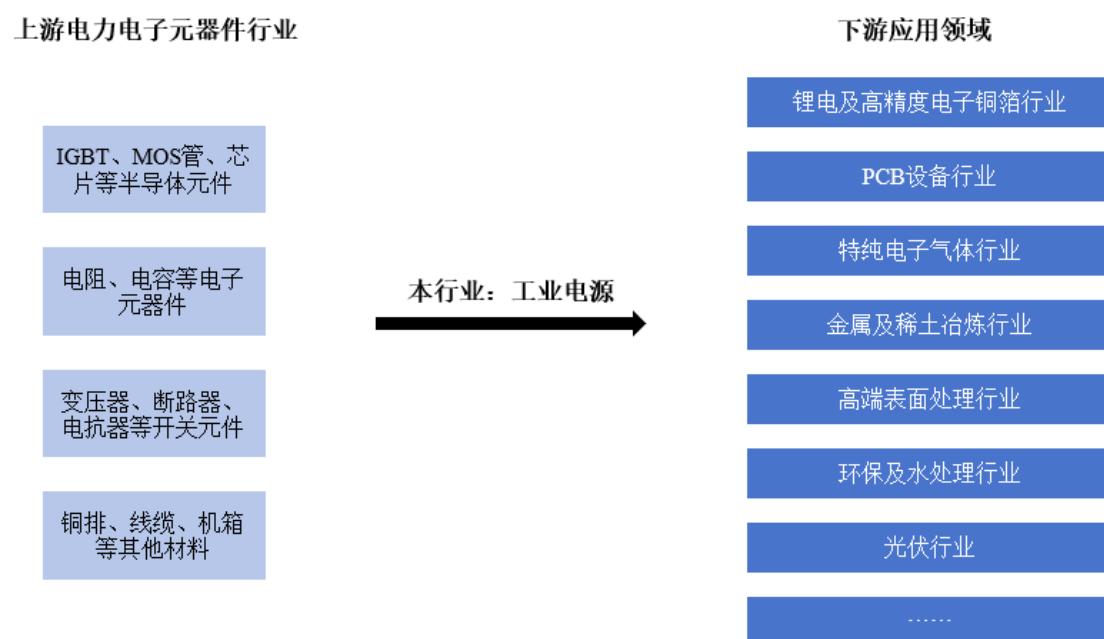 上游电力电子元器件行业
IGBT、MOS管、芯
片等半导体元件
电阻、电容等电子
元器件
变压器、断路器、
电抗器等开关元件
铜排、线缆、机箱
等其他材料
本行业：工业电源
下游应用领域
锂电及高精度电子铜箔行业
PCB设备行业
特纯电子气体行业
金属及稀土冶炼行业
高端表面处理行业
环保及水处理行业
光伏行业
……